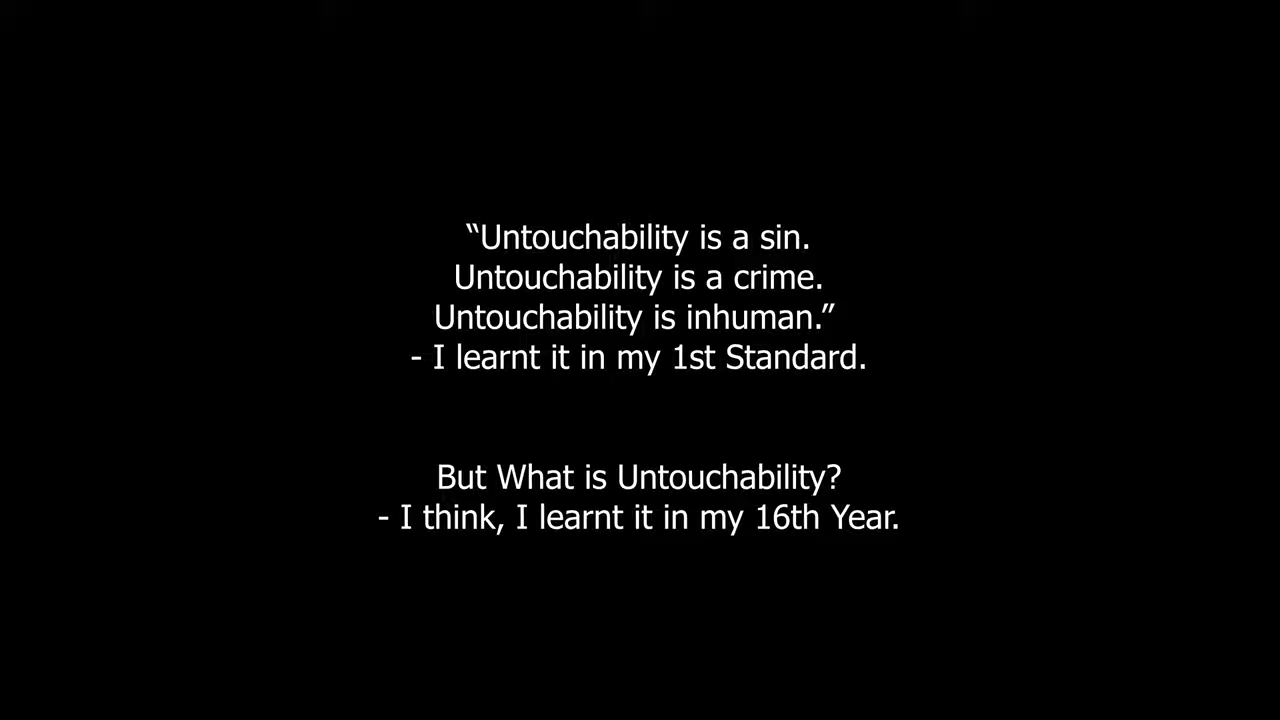 “Untouchability is a sin.
Untouchability is a crime.
Untouchability is inhuman.”
- I learnt it in my 1st Standard.
But What is Untouchability?
- I think, I learnt it in my 16th Year.